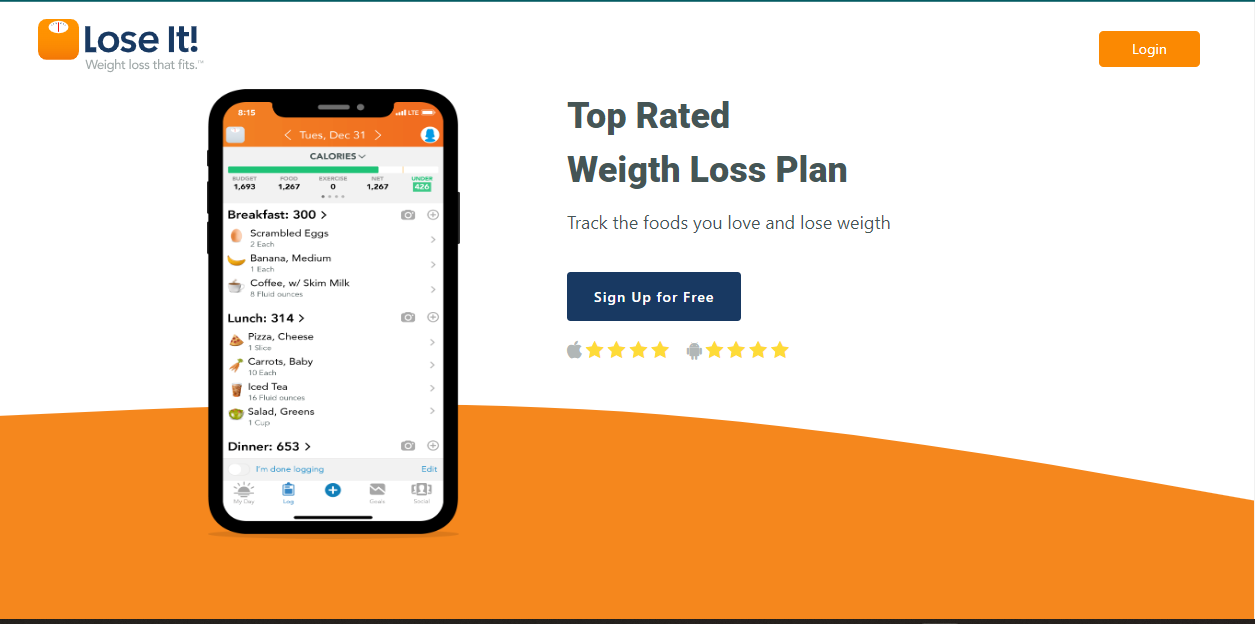 Lose It!
Weight loss that fits.™
Login
8:15
LTE
Tues, Dec 31
CALORIES
BUDGET FOOD EXERCISE NET UNDER
1,693 1,267 0 1,267 426
Breakfast: 300
Scrambled Eggs
2 Each
Banana, Medium
1 Each
Coffee, w/ Skim Milk
8 Fluid ounces
Lunch: 314
Pizza, Cheese
1 Slice
Carrots, Baby
10 Each
Iced Tea
16 Fluid ounces
Salad, Greens
1 Cup
Dinner: 653
I'm done logging Edit
My Day Log Goals Social
Top Rated
Weigth Loss Plan
Track the foods you love and lose weigth
Sign Up for Free